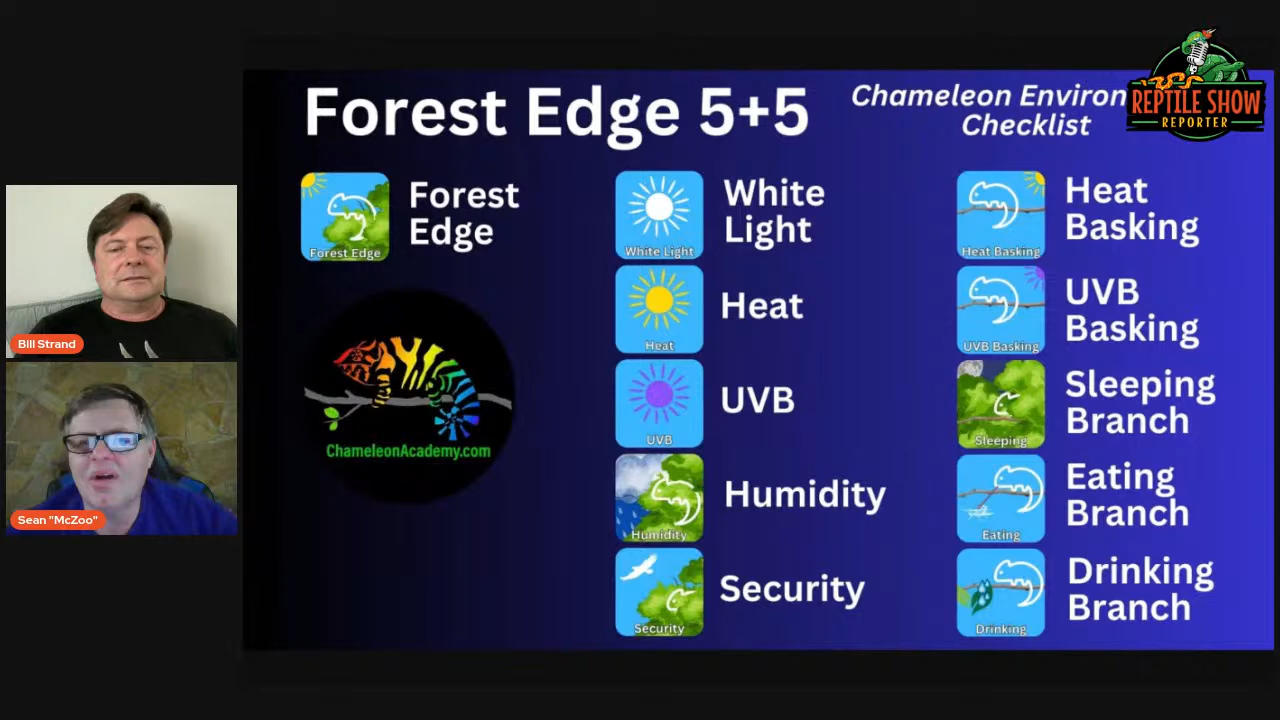 Forest Edge 5+5
Chameleon Environ
Checklist
REPTILE SHOW
REPORTER
Forest Edge
Forest
Edge
ChameleonAcademy.com
White Light
White
Light
Heat
Heat
UVB
UVB
Humidity
Humidity
Security
Security
Heat Basking
Heat
Basking
UVB Basking
UVB
Basking
Sleeping
Sleeping
Branch
Eating
Eating
Branch
Drinking
Drinking
Branch
Bill Strand
Sean "McZoo"